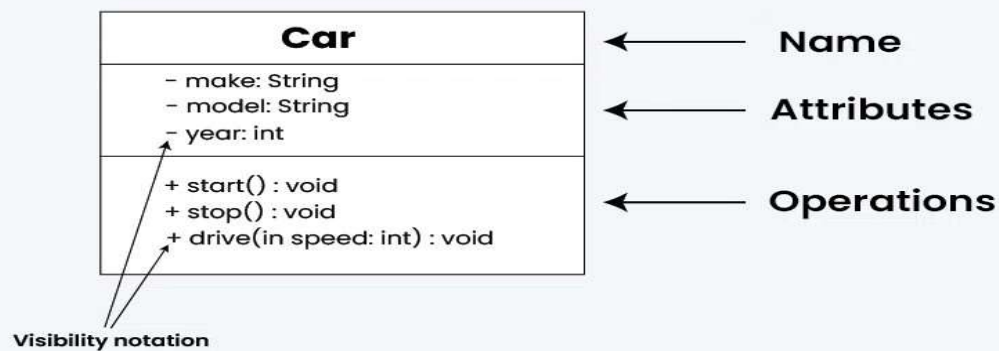 Car
Name
- make: String
- model: String
- year: int
Attributes
+ start() : void
+ stop() : void
+ drive(in speed: int) : void
Operations
Visibility notation